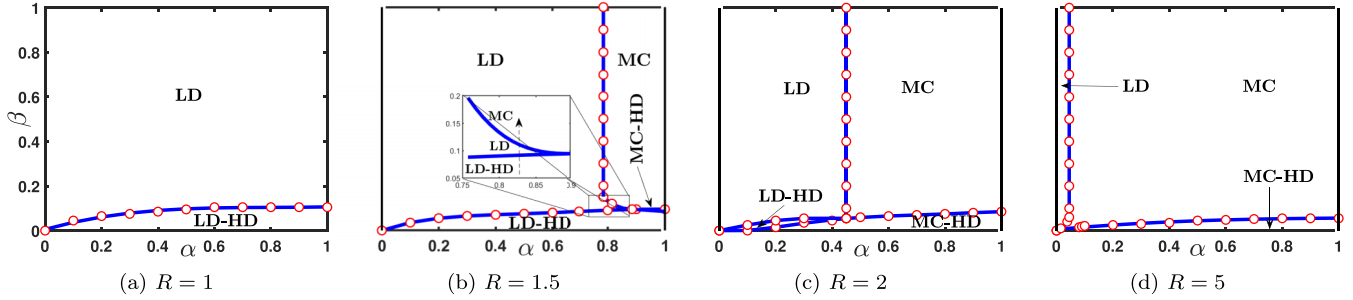 1
0.8
0.6
0.4
0.2
0
β
LD
LD-HD
0 0.2 0.4 0.6 0.8 1
α
(a) R = 1
LD
MC
MC-HD
0.2
0.15
0.1
0.05
MC
LD
LD-HD
0.75 0.8 0.85 0.9
LD-HD
0 0.2 0.4 0.6 0.8 1
α
(b) R = 1.5
LD
MC
LD-HD
MC-HD
0 0.2 0.4 0.6 0.8 1
α
(c) R = 2
LD
MC
MC-HD
0 0.2 0.4 0.6 0.8 1
α
(d) R = 5